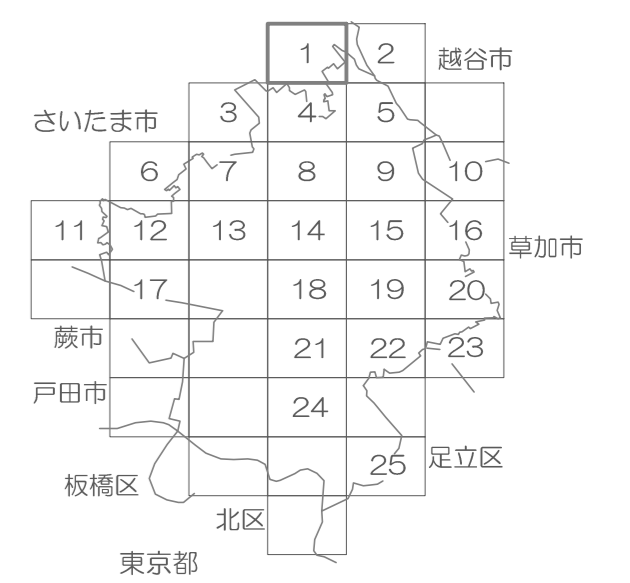 1 2 越谷市
さいたま市 3 4 5
6 7 8 9 10
11 12 13 14 15 16
草加市
17 18 19 20
蕨市 21 22 23
戸田市 24
板橋区 25 足立区
北区
東京都